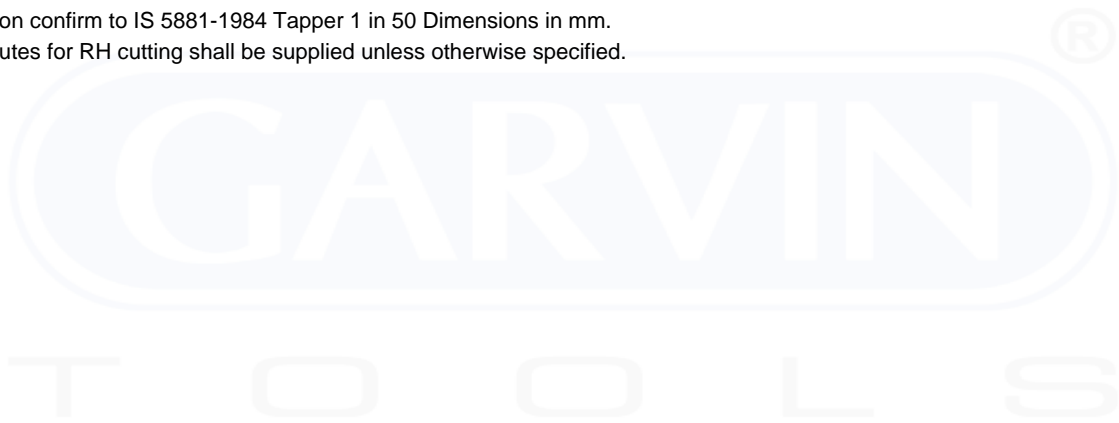 on confirm to IS 5881-1984 Tapper 1 in 50 Dimensions in mm.
utes for RH cutting shall be supplied unless otherwise specified.
®
GARVIN
TOOLS